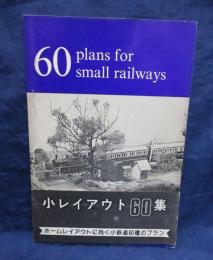 60 plans for
small railways
小レイアウト60集
ホームレイアウトに向く小鉄道60種のプラン